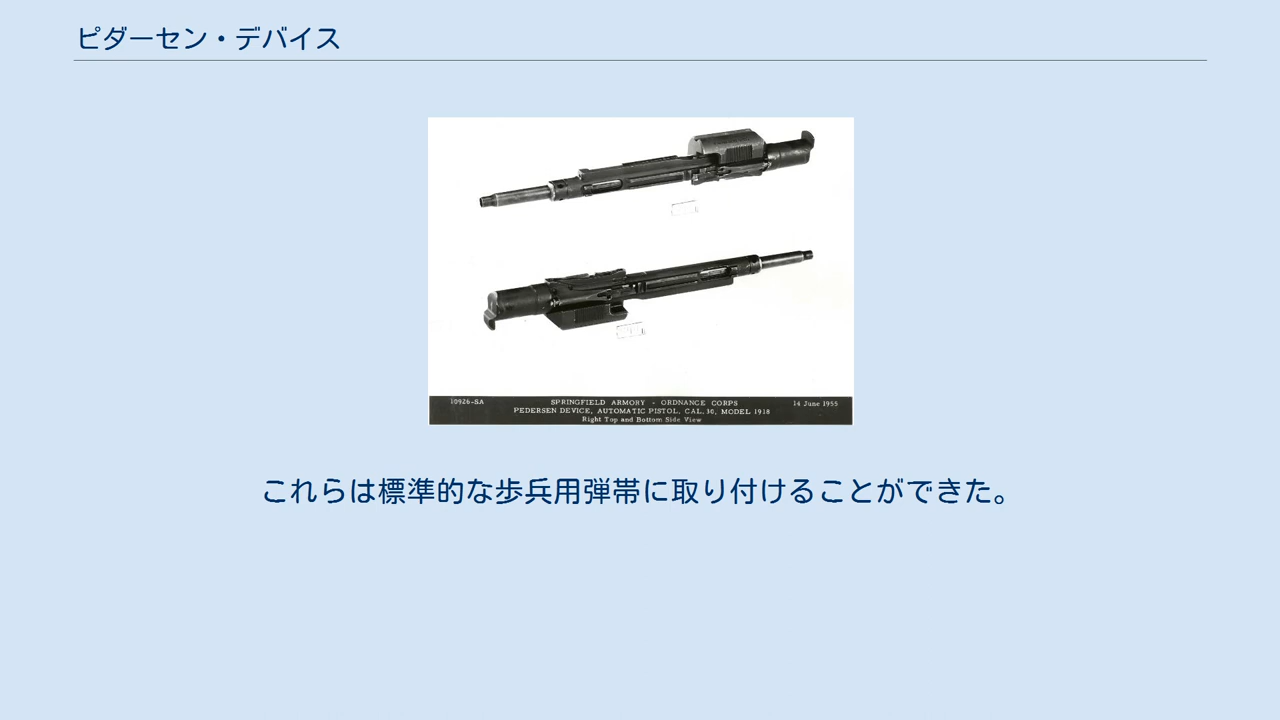 ピダーセン・デバイス
10926-SA
SPRINGFIELD ARMORY - ORDNANCE CORPS
14 June 1955
PEDERSEN DEVICE, AUTOMATIC PISTOL, CAL. 30, MODEL 1918
Right Top and Bottom Side View
これらは標準的な歩兵用弾帯に取り付けることができた。